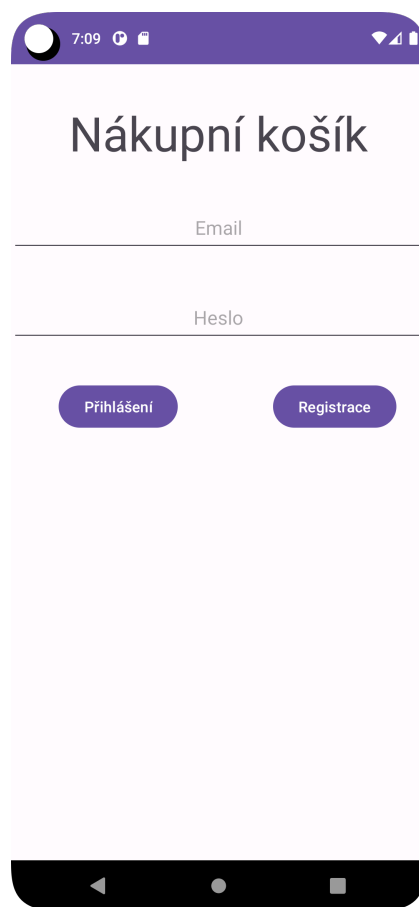 7:09
Nákupní košík
Email
Heslo
Přihlášení
Registrace